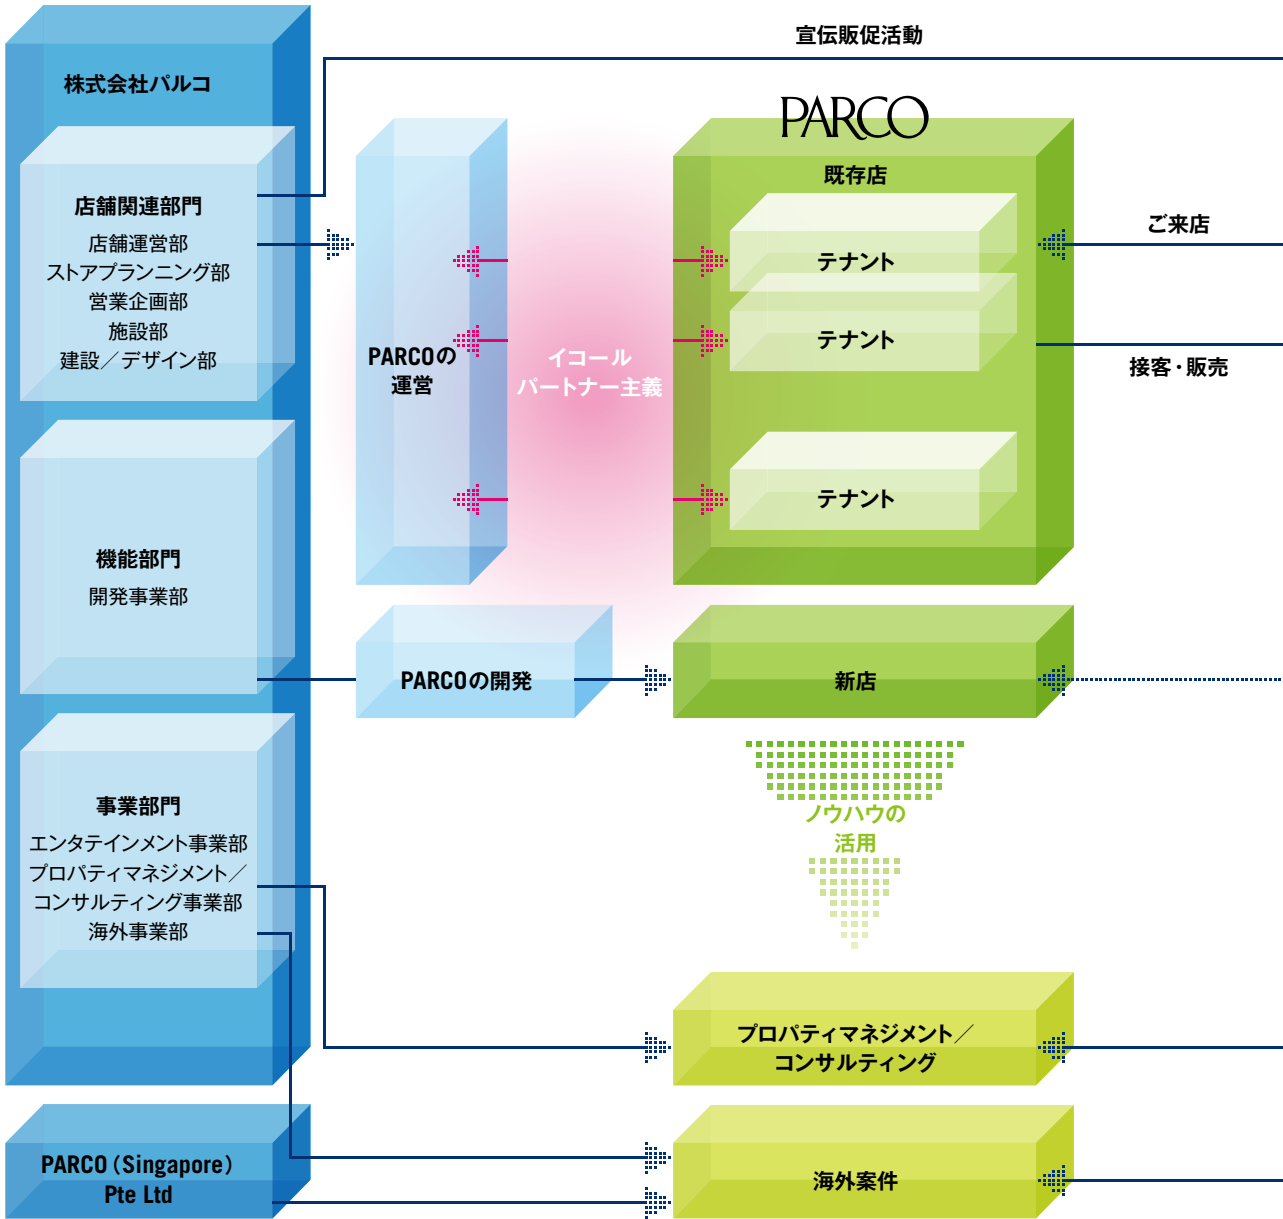 株式会社パルコ
店舗関連部門
店舗運営部
ストアプランニング部
営業企画部
施設部
建設／デザイン部
機能部門
開発事業部
事業部門
エンタテインメント事業部
プロパティマネジメント／
コンサルティング事業部
海外事業部
PARCO（Singapore）
Pte Ltd
宣伝販促活動
PARCOの
運営
イコール
パートナー主義
PARCO
既存店
テナント
テナント
テナント
ご来店
接客・販売
PARCOの開発
新店
ノウハウの
活用
プロパティマネジメント／
コンサルティング
海外案件